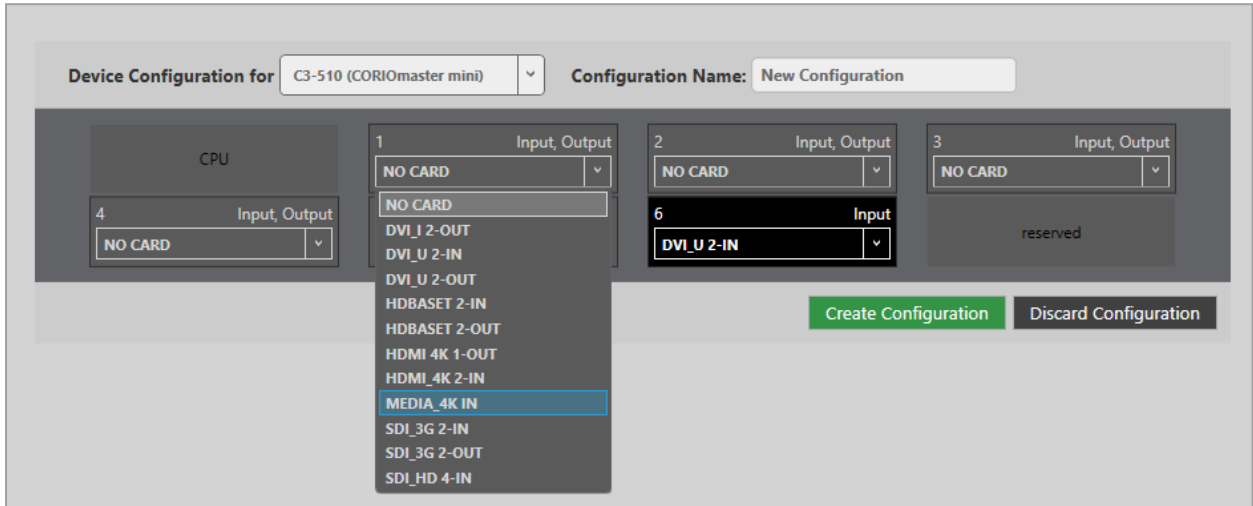 Device Configuration for C3-510 (CORIOmaster mini) Configuration Name: New Configuration
CPU
1 Input, Output
NO CARD
2 Input, Output
NO CARD
3 Input, Output
NO CARD
4 Input, Output
NO CARD
6 Input
DVI_U 2-IN
reserved
NO CARD
DVI_I 2-OUT
DVI_U 2-IN
DVI_U 2-OUT
HDBASET 2-IN
HDBASET 2-OUT
HDMI 4K 1-OUT
HDMI_4K 2-IN
MEDIA_4K IN
SDI_3G 2-IN
SDI_3G 2-OUT
SDI_HD 4-IN
Create Configuration Discard Configuration